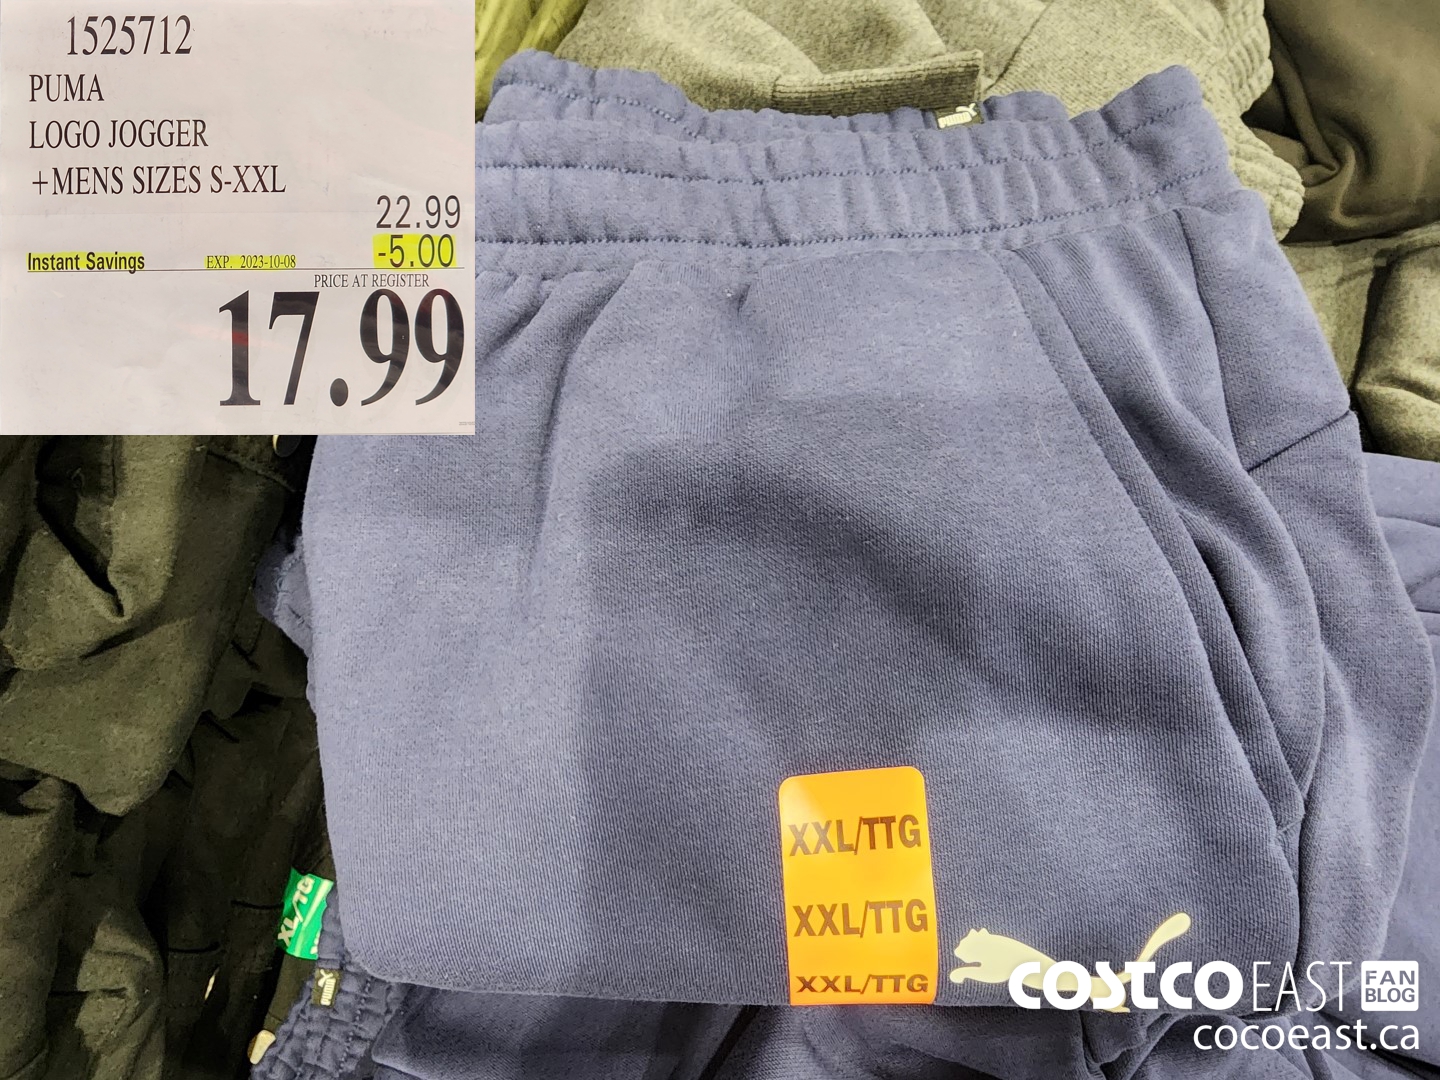 1525712
PUMA
LOGO JOGGER
+MENS SIZES S-XXL
22.99
Instant Savings EXP. 2023-10-08 -5.00
PRICE AT REGISTER
17.99
PUMA
XXL/TTG
XXL/TTG
XXL/TTG
XL/TG
PUMA
COSTCO EAST FAN BLOG
cocoeast.ca